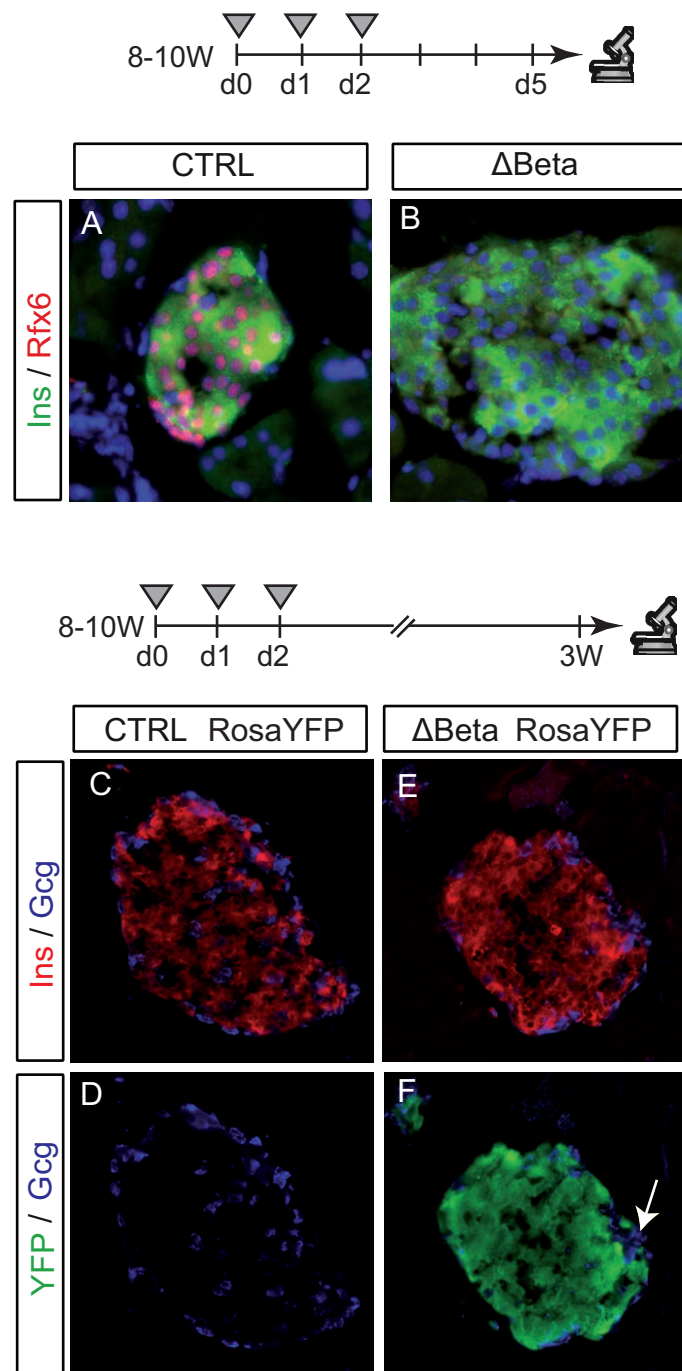 8-10W
d0 d1 d2 d5
CTRL ΔBeta
Ins / Rfx6
A B
8-10W
d0 d1 d2 3W
CTRL RosaYFP ΔBeta RosaYFP
Ins / Gcg
C E
YFP / Gcg
D F